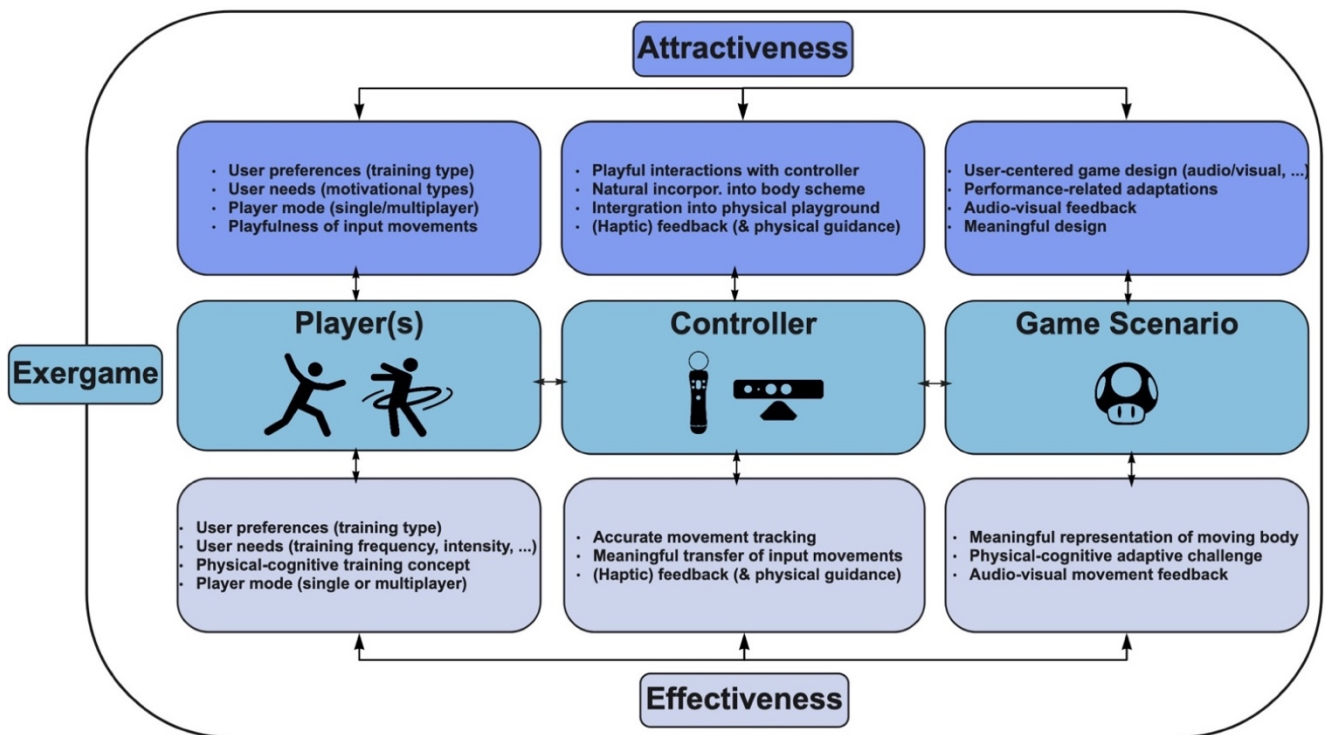 Attractiveness
· User preferences (training type)
· User needs (motivational types)
· Player mode (single/multiplayer)
· Playfulness of input movements
· Playful interactions with controller
· Natural incorpor. into body scheme
· Intergration into physical playground
· (Haptic) feedback (& physical guidance)
· User-centered game design (audio/visual, ...)
· Performance-related adaptations
· Audio-visual feedback
· Meaningful design
Exergame
Player(s)
Controller
Game Scenario
· User preferences (training type)
· User needs (training frequency, intensity, ...)
· Physical-cognitive training concept
· Player mode (single or multiplayer)
· Accurate movement tracking
· Meaningful transfer of input movements
· (Haptic) feedback (& physical guidance)
· Meaningful representation of moving body
· Physical-cognitive adaptive challenge
· Audio-visual movement feedback
Effectiveness